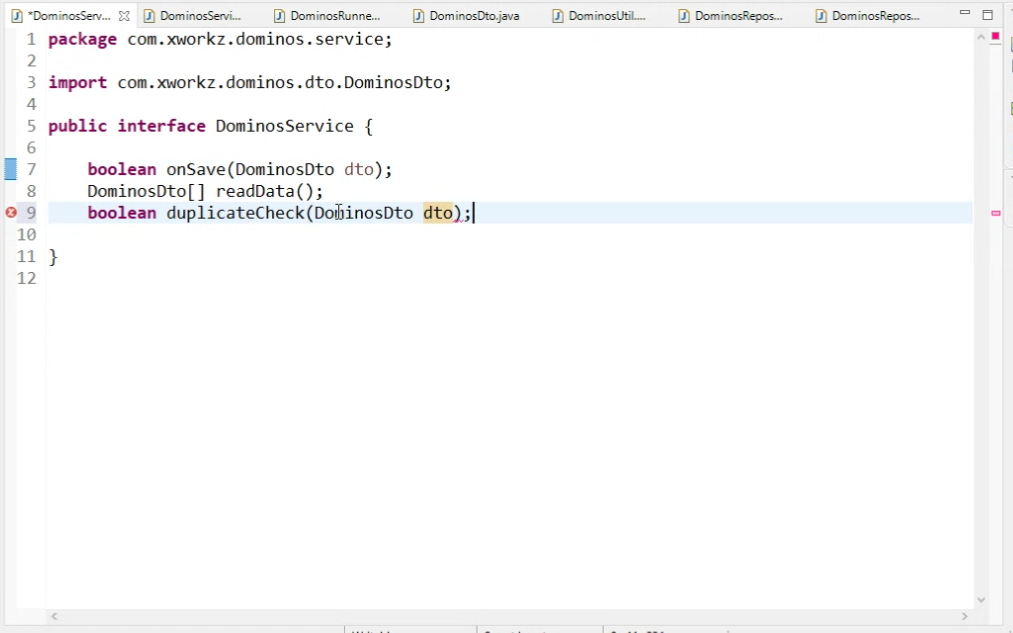 *DominosServ... DominosServi... DominosRunne... DominosDto.java DominosUtil.... DominosRepos... DominosRepos...
1 package com.xworkz.dominos.service;
2
3 import com.xworkz.dominos.dto.DominosDto;
4
5 public interface DominosService {
6
7 boolean onSave(DominosDto dto);
8 DominosDto[] readData();
9 boolean duplicateCheck(DominosDto dto);
10
11 }
12